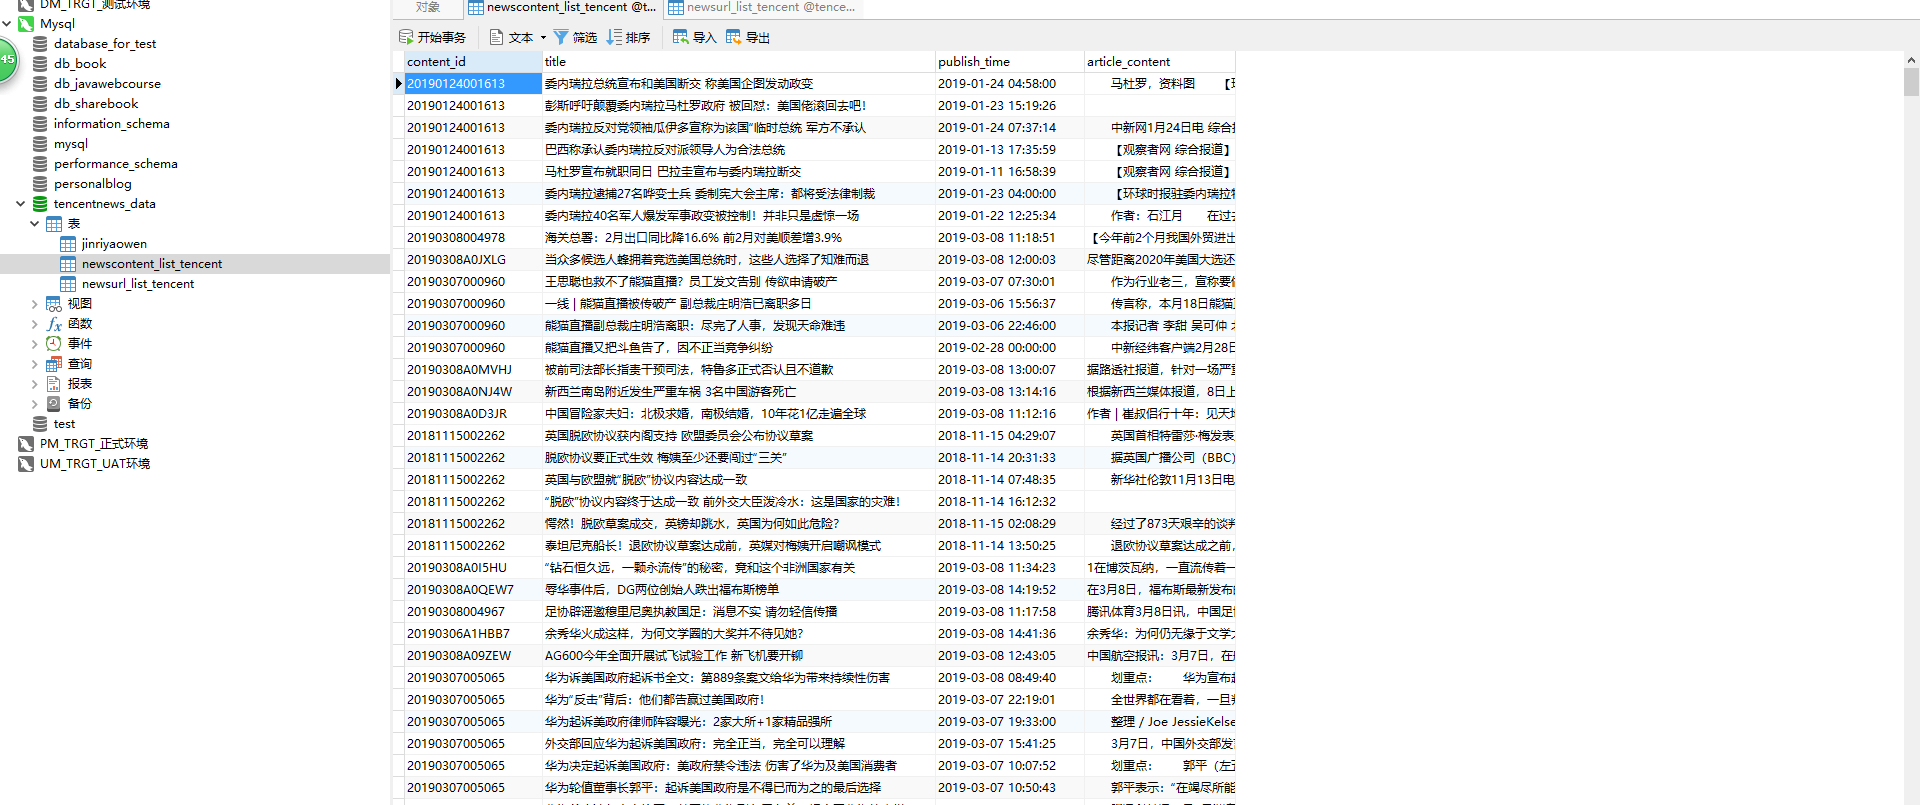 DM_TRGT_测试环境
Mysql
45
database_for_test
db_book
db_javawebcourse
db_sharebook
information_schema
mysql
performance_schema
personalblog
tencentnews_data
表
jinriyaowen
newscontent_list_tencent
newsurl_list_tencent
视图
函数
事件
查询
报表
备份
test
PM_TRGT_正式环境
UM_TRGT_UAT环境
对象 newscontent_list_tencent @t... newsurl_list_tencent @tence...
开始事务 文本 筛选 排序 导入 导出
content_id title publish_time article_content
20190124001613 委内瑞拉总统宣布和美国断交 称美国企图发动政变 2019-01-24 04:58:00 马杜罗，资料图
20190124001613 彭斯呼吁颠覆委内瑞拉马杜罗政府 被回怼：美国佬滚回去吧！ 2019-01-23 15:19:26
20190124001613 委内瑞拉反对党领袖瓜伊多宣称为该国“临时总统 军方不承认 2019-01-24 07:37:14 中新网1月24日电 综合
20190124001613 巴西称承认委内瑞拉反对派领导人为合法总统 2019-01-13 17:35:59 【观察者网 综合报道】
20190124001613 马杜罗宣布就职同日 巴拉圭宣布与委内瑞拉断交 2019-01-11 16:58:39 【观察者网 综合报道】
20190124001613 委内瑞拉逮捕27名哗变士兵 委制宪大会主席：都将受法律制裁 2019-01-23 04:00:00 【环球时报驻委内瑞拉
20190124001613 委内瑞拉40名军人爆发军事政变被控制！并非只是虚惊一场 2019-01-22 12:25:34 作者：石江月 在过
20190308004978 海关总署：2月出口同比降16.6% 前2月对美顺差增3.9% 2019-03-08 11:18:51 【今年前2个月我国外贸进出
20190308A0JXLG 当众多候选人蜂拥着竞选美国总统时，这些人选择了知难而退 2019-03-08 12:00:03 尽管距离2020年美国大选还
20190307000960 王思聪也救不了熊猫直播？员工发文告别 传欲申请破产 2019-03-07 07:30:01 作为行业老三，宣称要
20190307000960 一线 | 熊猫直播被传破产 副总裁庄明浩已离职多日 2019-03-06 15:56:37 传言称，本月18日熊猫
20190307000960 熊猫直播副总裁庄明浩离职：尽完了人事，发现天命难违 2019-03-06 22:46:00 本报记者 李甜 吴可仲
20190307000960 熊猫直播又把斗鱼告了，因不正当竞争纠纷 2019-02-28 00:00:00 中新经纬客户端2月28日
20190308A0MVHJ 被前司法部长指责干预司法，特鲁多正式否认且不道歉 2019-03-08 13:00:07 据路透社报道，针对一场严
20190308A0NJ4W 新西兰南岛附近发生严重车祸 3名中国游客死亡 2019-03-08 13:14:16 根据新西兰媒体报道，8日上
20190308A0D3JR 中国冒险家夫妇：北极求婚，南极结婚，10年花1亿走遍全球 2019-03-08 11:12:16 作者 | 崔叔侣行十年：见天
20181115002262 英国脱欧协议获内阁支持 欧盟委员会公布协议草案 2018-11-15 04:29:07 英国首相特雷莎·梅发表
20181115002262 脱欧协议要正式生效 梅姨至少还要闯过“三关” 2018-11-14 20:31:33 据英国广播公司（BBC）
20181115002262 英国与欧盟就“脱欧”协议内容达成一致 2018-11-14 07:48:35 新华社伦敦11月13日电
20181115002262 “脱欧”协议内容终于达成一致 前外交大臣泼冷水：这是国家的灾难！ 2018-11-14 16:12:32
20181115002262 愕然！脱欧草案成交，英镑却跳水，英国为何如此危险？ 2018-11-15 02:08:29 经过了873天艰辛的谈判
20181115002262 泰坦尼克船长！退欧协议草案达成前，英媒对梅姨开启嘲讽模式 2018-11-14 13:50:25 退欧协议草案达成之前，
20190308A0I5HU “钻石恒久远，一颗永流传”的秘密，竟和这个非洲国家有关 2019-03-08 11:34:23 1在博茨瓦纳，一直流传着一
20190308A0QEW7 辱华事件后，DG两位创始人跌出福布斯榜单 2019-03-08 14:19:52 在3月8日，福布斯最新发布
20190308004967 足协辟谣邀穆里尼奥执教国足：消息不实 请勿轻信传播 2019-03-08 11:17:58 腾讯体育3月8日讯，中国足
20190306A1HBB7 余秀华火成这样，为何文学圈的大奖并不待见她？ 2019-03-08 14:41:36 余秀华：为何仍无缘于文学
20190308A09ZEW AG600今年全面开展试飞试验工作 新飞机要开铆 2019-03-08 12:43:05 中国航空报讯：3月7日，在
20190307005065 华为诉美国政府起诉书全文：第889条案文给华为带来持续性伤害 2019-03-08 08:49:40 划重点： 华为宣布
20190307005065 华为“反击”背后：他们都告赢过美国政府！ 2019-03-07 22:19:01 全世界都在看着，一旦
20190307005065 华为起诉美政府律师阵容曝光：2家大所+1家精品强所 2019-03-07 19:33:00 整理 / Joe JessieKelse
20190307005065 外交部回应华为起诉美国政府：完全正当，完全可以理解 2019-03-07 15:41:25 3月7日，中国外交部发
20190307005065 华为决定起诉美国政府：美政府禁令违法 伤害了华为及美国消费者 2019-03-07 10:07:52 划重点： 郭平（左
20190307005065 华为轮值董事长郭平：起诉美国政府是不得已而为之的最后选择 2019-03-07 10:50:43 郭平表示：“在竭尽所能